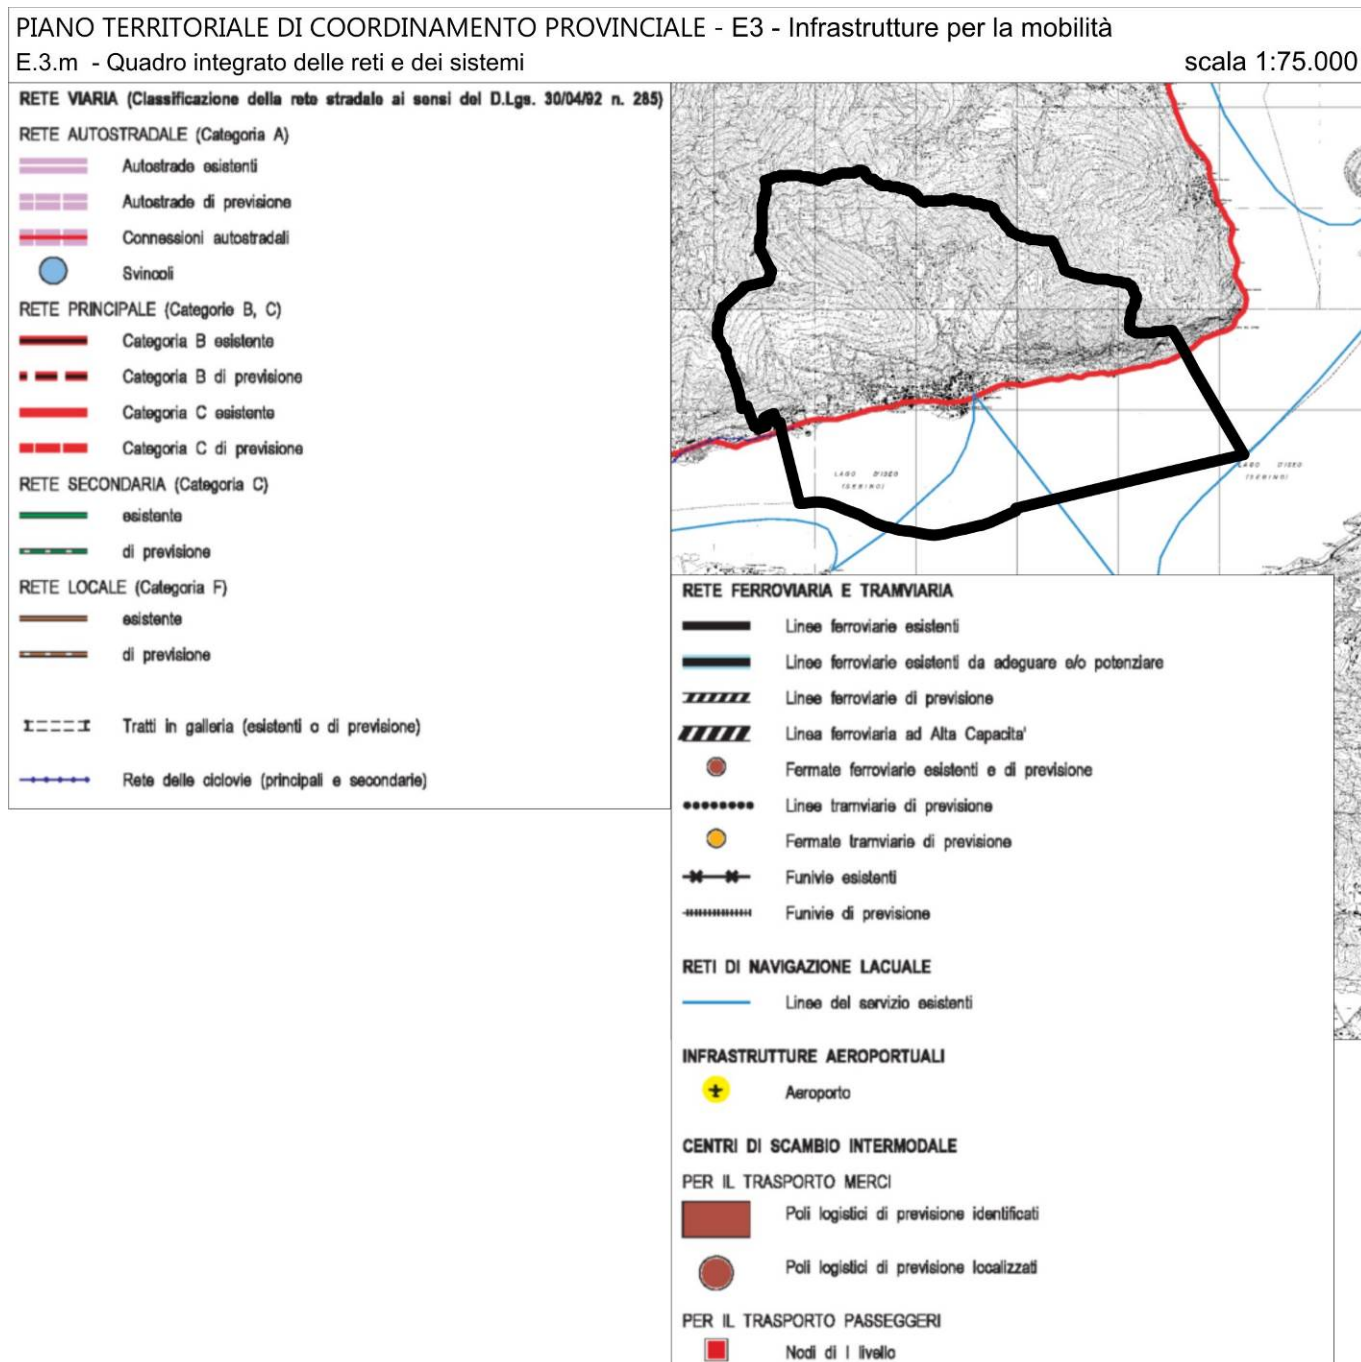 PIANO TERRITORIALE DI COORDINAMENTO PROVINCIALE - E3 - Infrastrutture per la mobilità
E.3.m - Quadro integrato delle reti e dei sistemi
scala 1:75.000
RETE VIARIA (Classificazione della rete stradale ai sensi del D.Lgs. 30/04/92 n. 285)
RETE AUTOSTRADALE (Categoria A)
Autostrade esistenti
Autostrade di previsione
Connessioni autostradali
Svincoli
RETE PRINCIPALE (Categorie B, C)
Categoria B esistente
Categoria B di previsione
Categoria C esistente
Categoria C di previsione
RETE SECONDARIA (Categoria C)
esistente
di previsione
RETE LOCALE (Categoria F)
esistente
di previsione
Tratti in galleria (esistenti o di previsione)
Rete delle ciclovie (principali e secondarie)
LAGO D'ISEO
(SEBINO)
LAGO D'ISEO
(SEBINO)
RETE FERROVIARIA E TRAMVIARIA
Linee ferroviarie esistenti
Linee ferroviarie esistenti da adeguare e/o potenziare
Linee ferroviarie di previsione
Linea ferroviaria ad Alta Capacita'
Fermate ferroviarie esistenti e di previsione
Linee tramviarie di previsione
Fermate tramviarie di previsione
Funivie esistenti
Funivie di previsione
RETI DI NAVIGAZIONE LACUALE
Linee del servizio esistenti
INFRASTRUTTURE AEROPORTUALI
Aeroporto
CENTRI DI SCAMBIO INTERMODALE
PER IL TRASPORTO MERCI
Poli logistici di previsione identificati
Poli logistici di previsione localizzati
PER IL TRASPORTO PASSEGGERI
Nodi di I livello